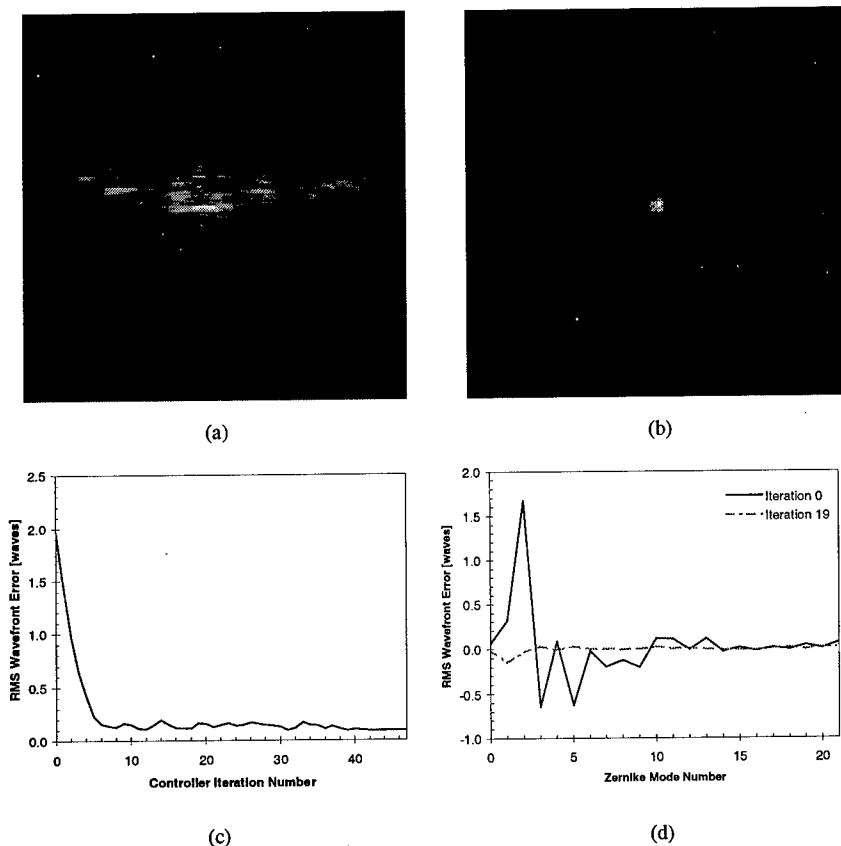 (a)
(b)
2.5
2.0
1.5
1.0
0.5
0.0
RMS Wavefront Error [waves]
0
10
20
30
40
Controller Iteration Number
(c)
2.0
1.5
1.0
0.5
0.0
-0.5
-1.0
RMS Wavefront Error [waves]
Iteration 0
Iteration 19
0
5
10
15
20
Zernike Mode Number
(d)